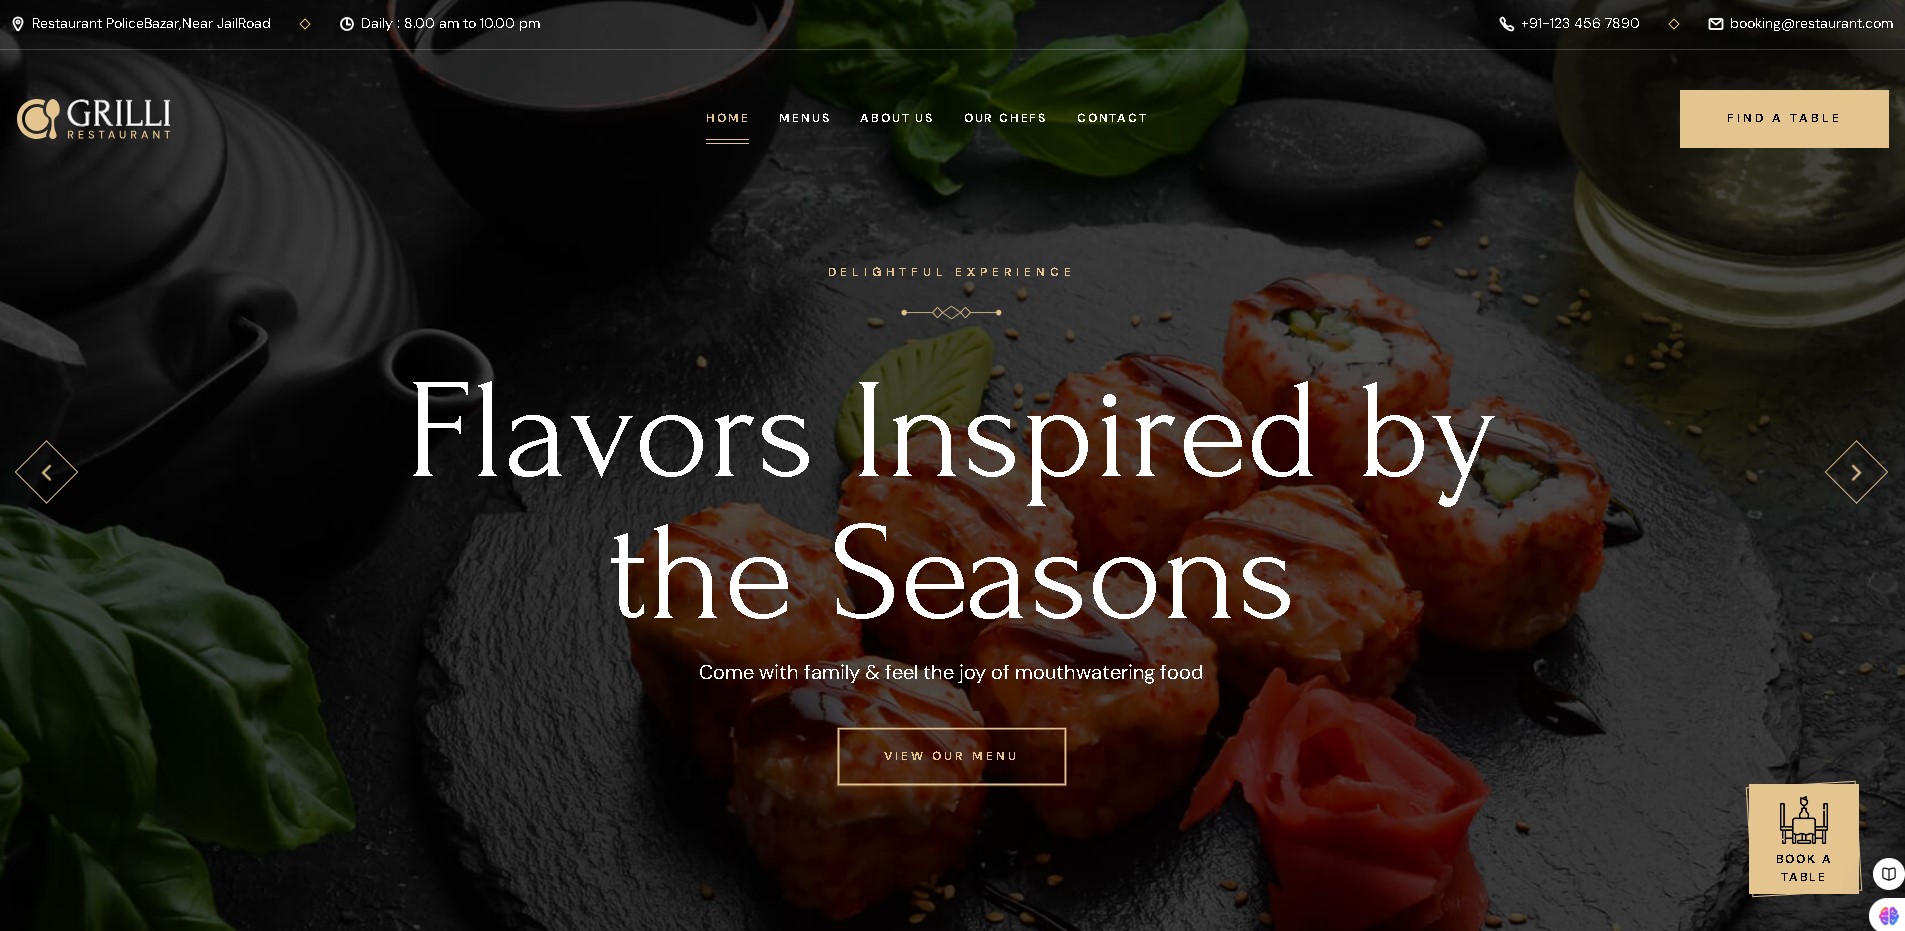 Restaurant PoliceBazar,Near JailRoad
Daily : 8.00 am to 10.00 pm
+91-123 456 7890
booking@restaurant.com
GRILLI
RESTAURANT
HOME
MENUS
ABOUT US
OUR CHEFS
CONTACT
FIND A TABLE
DELIGHTFUL EXPERIENCE
Flavors Inspired by
the Seasons
Come with family & feel the joy of mouthwatering food
VIEW OUR MENU
BOOK A
TABLE